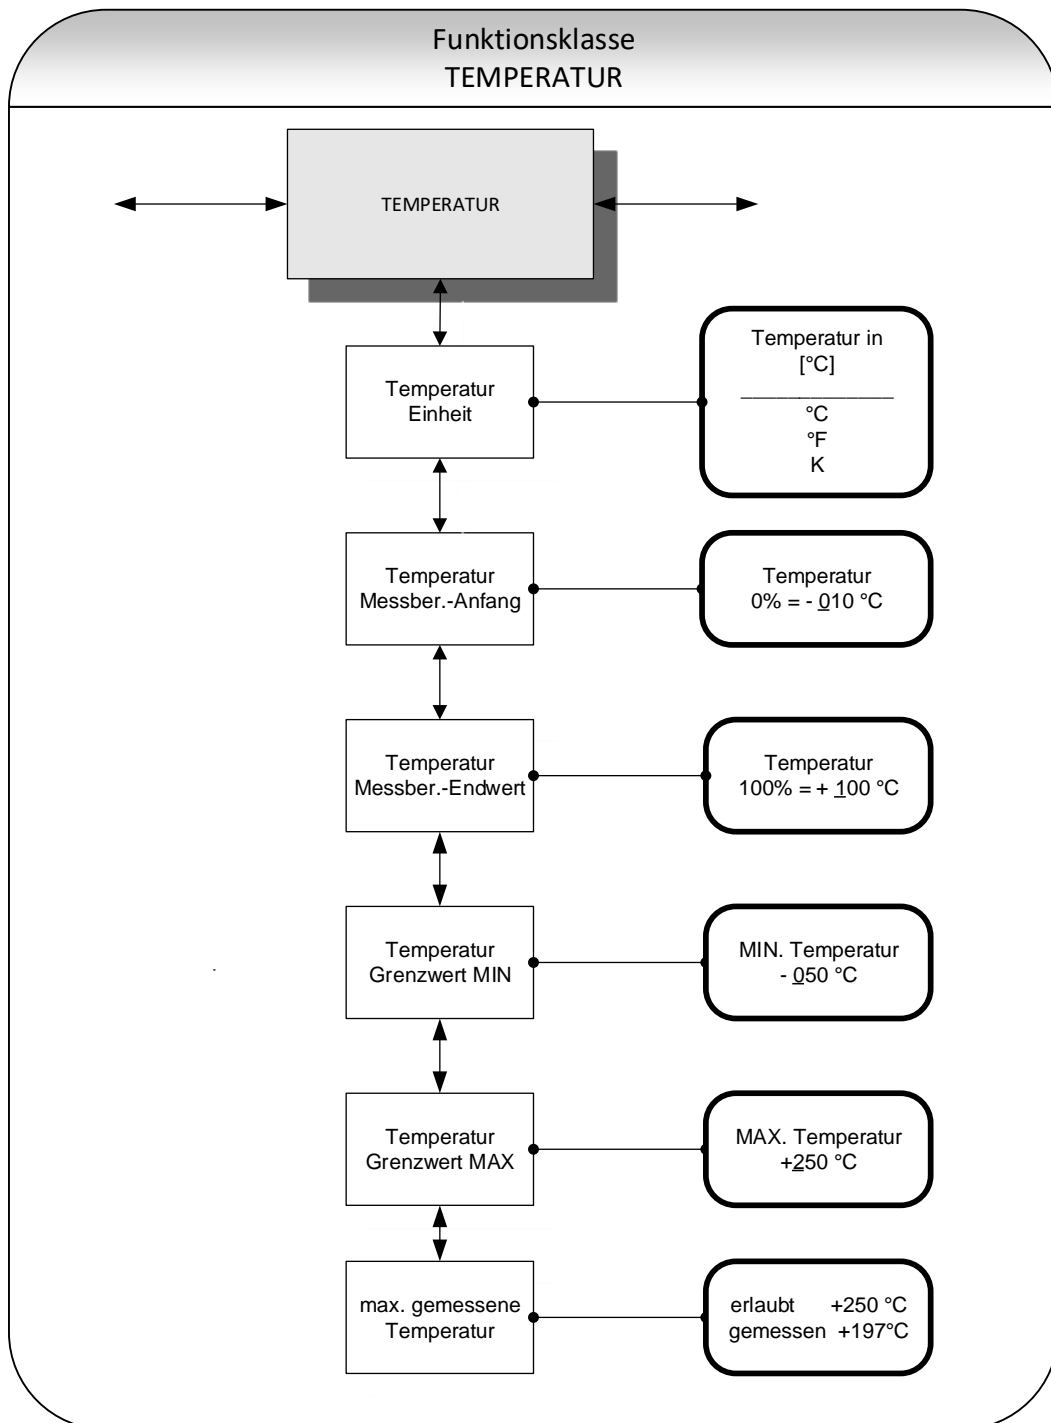 Funktionsklasse
TEMPERATUR
TEMPERATUR
Temperatur
Einheit
Temperatur in
[°C]
______________
°C
°F
K
Temperatur
Messber.-Anfang
Temperatur
0% = - 010 °C
Temperatur
Messber.-Endwert
Temperatur
100% = + 100 °C
Temperatur
Grenzwert MIN
MIN. Temperatur
- 050 °C
Temperatur
Grenzwert MAX
MAX. Temperatur
+250 °C
max. gemessene
Temperatur
erlaubt +250 °C
gemessen +197°C